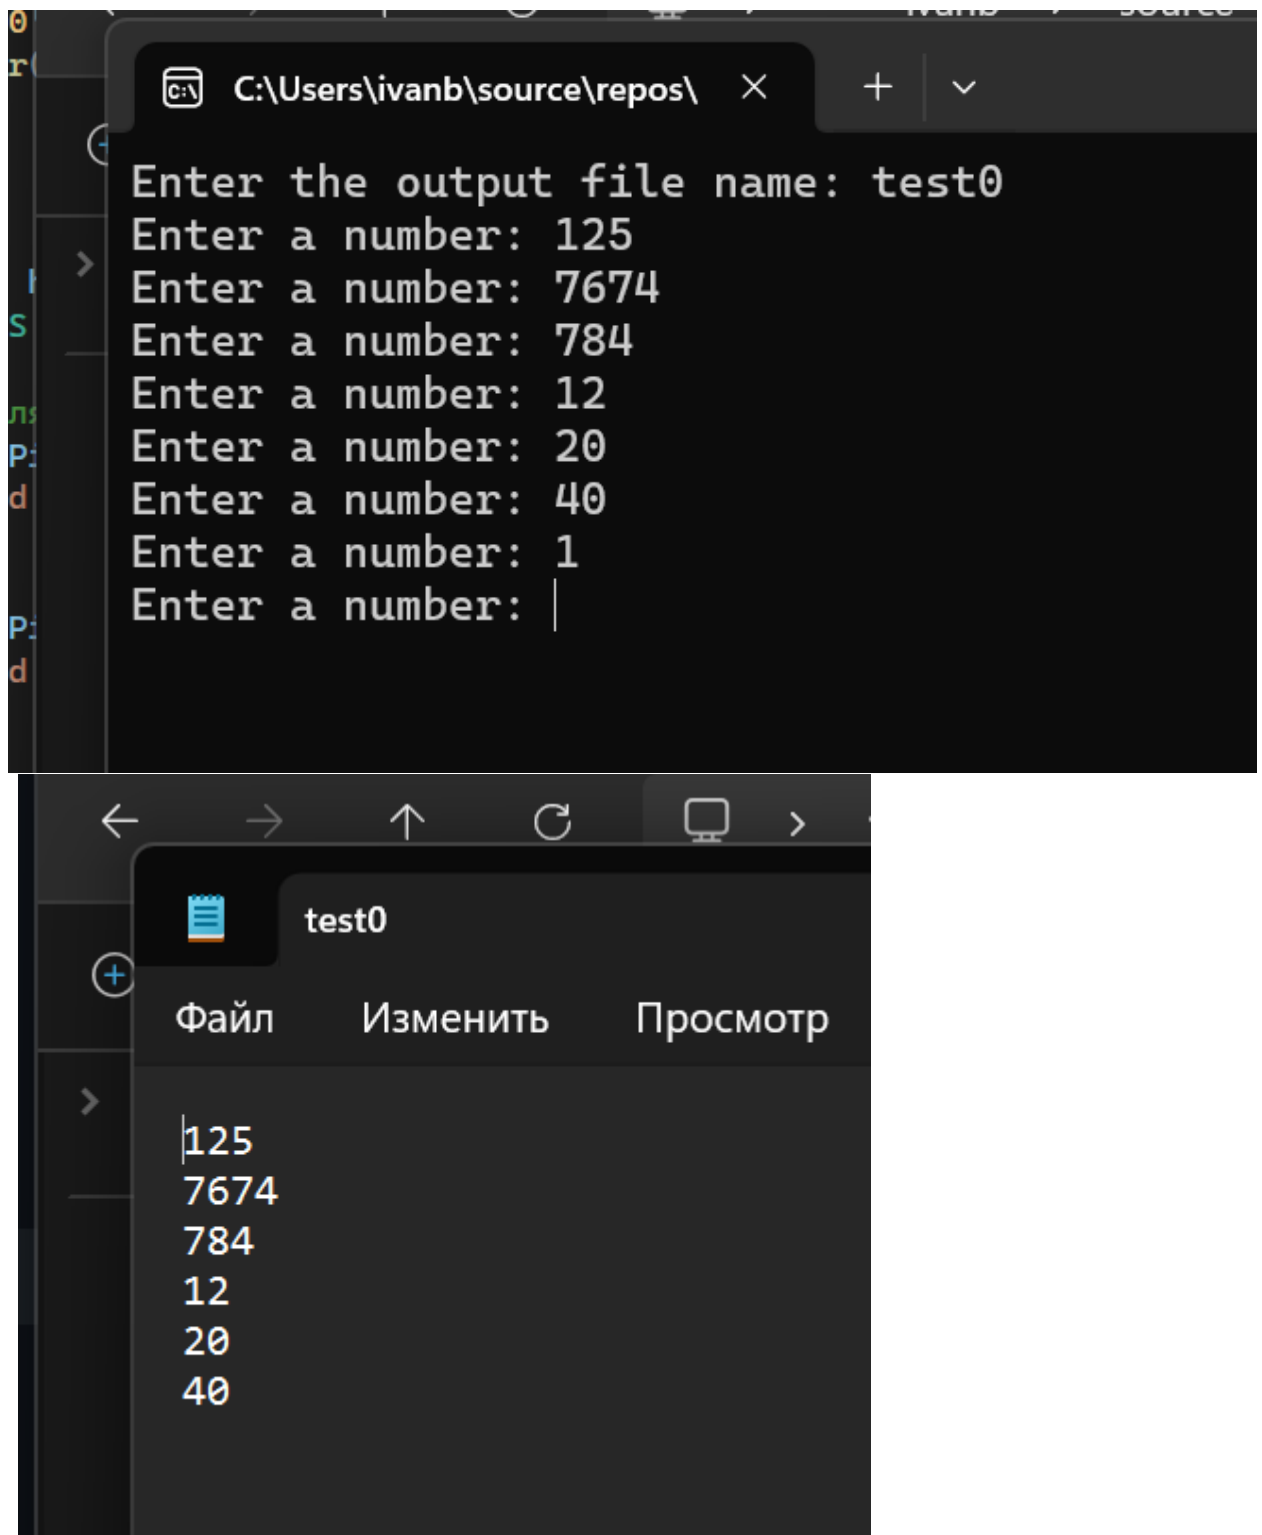 C:\Users\ivanb\source\repos\
Enter the output file name: test0
Enter a number: 125
Enter a number: 7674
Enter a number: 784
Enter a number: 12
Enter a number: 20
Enter a number: 40
Enter a number: 1
Enter a number:
test0
Файл Изменить Просмотр
125
7674
784
12
20
40